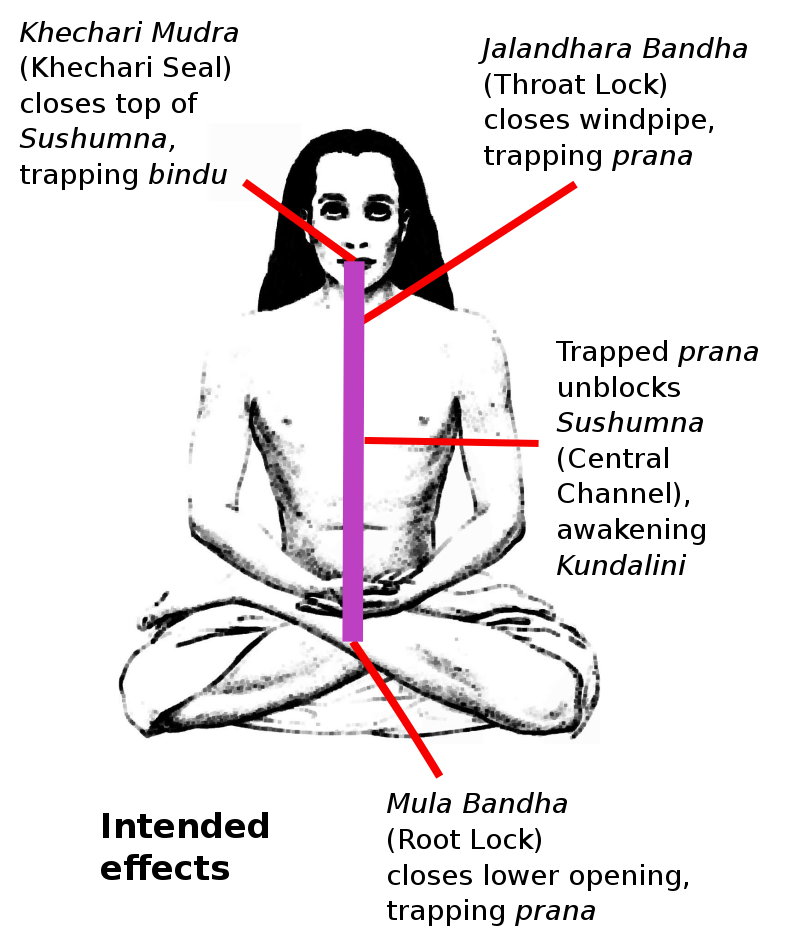 Khechari Mudra
(Khechari Seal)
closes top of
Sushumna,
trapping bindu
Jalandhara Bandha
(Throat Lock)
closes windpipe,
trapping prana
Trapped prana
unblocks
Sushumna
(Central
Channel),
awakening
Kundalini
Intended
effects
Mula Bandha
(Root Lock)
closes lower opening,
trapping prana